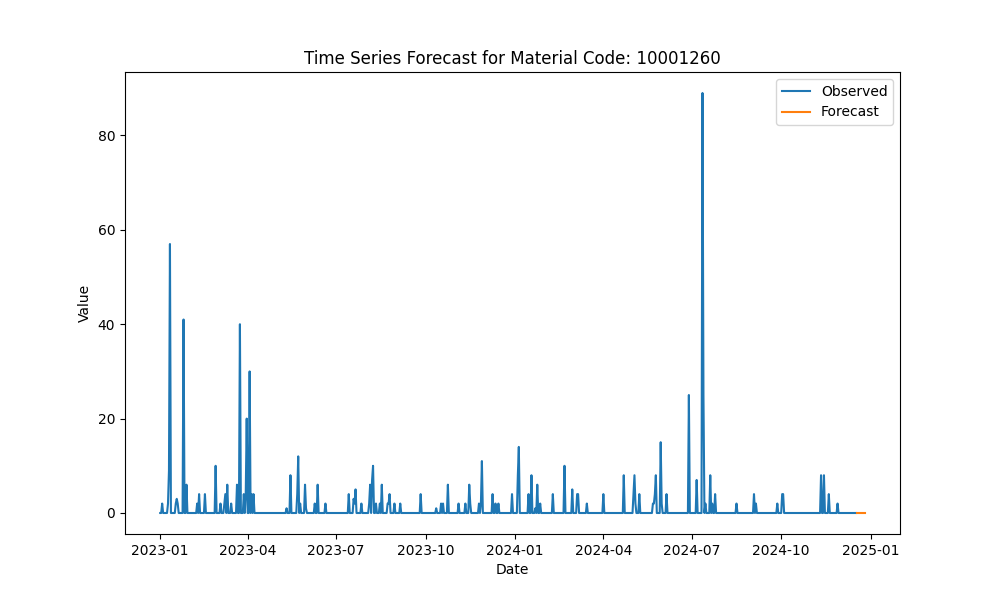 Time Series Forecast for Material Code: 10001260
Observed
Forecast
80
60
40
20
0
Value
2023-01
2023-04
2023-07
2023-10
2024-01
2024-04
2024-07
2024-10
2025-01
Date